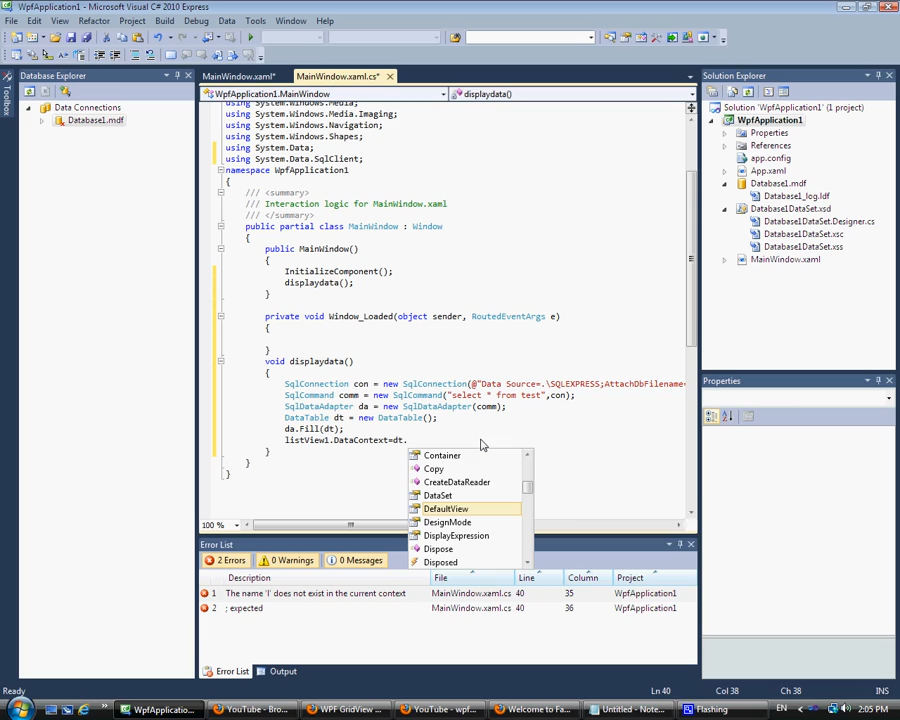 WpfApplication1 - Microsoft Visual C# 2010 Express
File Edit View Refactor Project Build Debug Data Tools Window Help
Toolbox
Database Explorer
Data Connections
Database1.mdf
MainWindow.xaml* MainWindow.xaml.cs*
WpfApplication1.MainWindow displaydata()
using System.Windows.Media;
using System.Windows.Media.Imaging;
using System.Windows.Navigation;
using System.Windows.Shapes;
using System.Data;
using System.Data.SqlClient;
namespace WpfApplication1
{
/// <summary>
/// Interaction logic for MainWindow.xaml
/// </summary>
public partial class MainWindow : Window
{
public MainWindow()
{
InitializeComponent();
displaydata();
}
private void Window_Loaded(object sender, RoutedEventArgs e)
{
}
void displaydata()
{
SqlConnection con = new SqlConnection(@"Data Source=.\SQLEXPRESS;AttachDbFilename=
SqlCommand comm = new SqlCommand("select * from test",con);
SqlDataAdapter da = new SqlDataAdapter(comm);
DataTable dt = new DataTable();
da.Fill(dt);
listView1.DataContext=dt.
}
}
}
Container
Copy
CreateDataReader
DataSet
DefaultView
DesignMode
DisplayExpression
Dispose
Disposed
100 %
Error List
2 Errors 0 Warnings 0 Messages
Description File Line Column Project
1 The name 'l' does not exist in the current context MainWindow.xaml.cs 40 35 WpfApplication1
2 ; expected MainWindow.xaml.cs 40 36 WpfApplication1
Error List Output
Solution Explorer
Solution 'WpfApplication1' (1 project)
WpfApplication1
Properties
References
app.config
App.xaml
Database1.mdf
Database1_log.ldf
Database1DataSet.xsd
Database1DataSet.Designer.cs
Database1DataSet.xsc
Database1DataSet.xss
MainWindow.xaml
Properties
Ready Ln 40 Col 38 Ch 38 INS
WpfApplication1 ... YouTube - Bro... WPF GridView ... YouTube - wpf... Welcome to Fa... Untitled - Note... Flashing EN 2:05 PM